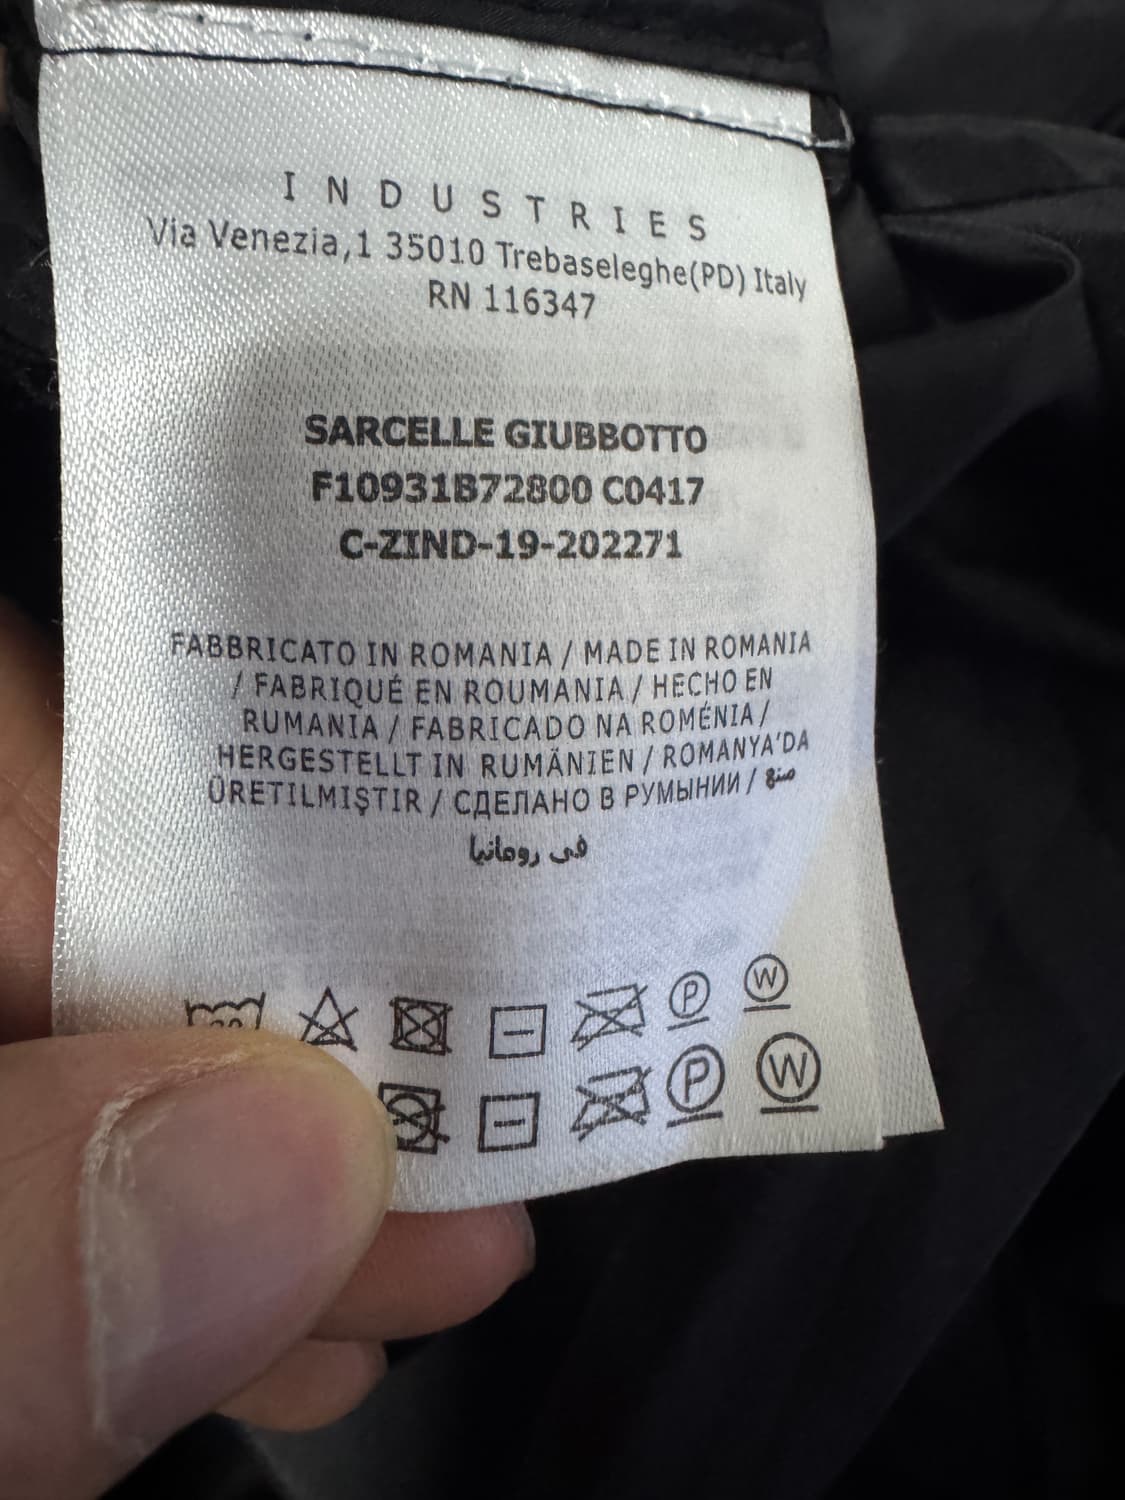 INDUSTRIES
Via Venezia,1 35010 Trebaseleghe(PD) Italy
RN 116347
SARCELLE GIUBBOTTO
F10931B72800 C0417
C-ZIND-19-202271
FABBRICATO IN ROMANIA / MADE IN ROMANIA
/ FABRIQUÉ EN ROUMANIA / HECHO EN
RUMANIA / FABRICADO NA ROMÉNIA /
HERGESTELLT IN RUMÄNIEN / ROMANYA'DA
ÜRETILMIŞTIR / СДЕЛАНО В РУМЫНИИ / صنع
فى رومانيا
P W
P W